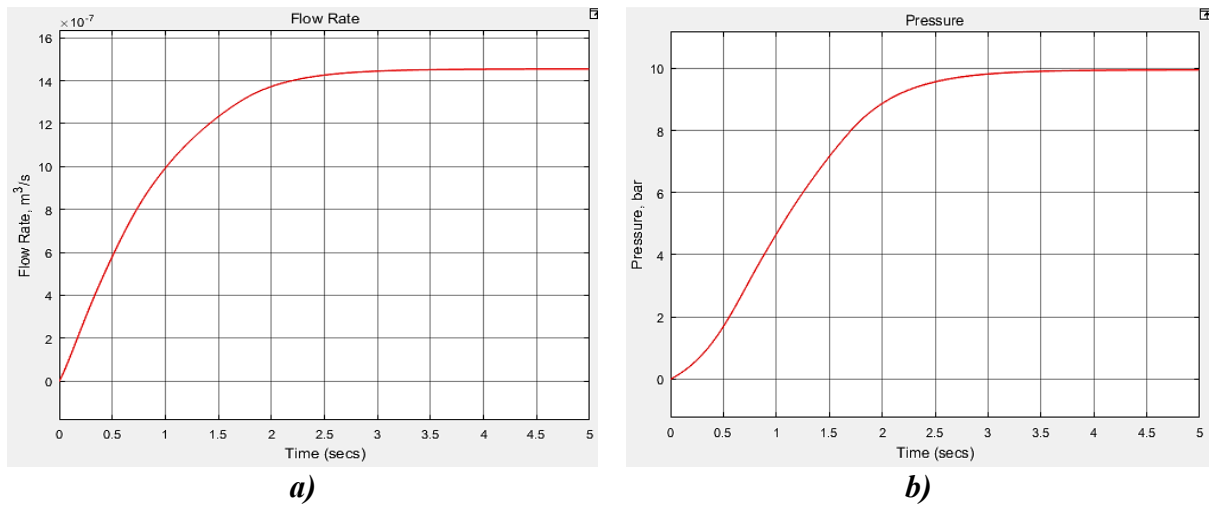 Flow Rate
×10⁻⁷
16
14
12
10
8
6
4
2
0
Flow Rate, m³/s
0 0.5 1 1.5 2 2.5 3 3.5 4 4.5 5
Time (secs)
a)
Pressure
10
8
6
4
2
0
Pressure, bar
0 0.5 1 1.5 2 2.5 3 3.5 4 4.5 5
Time (secs)
b)